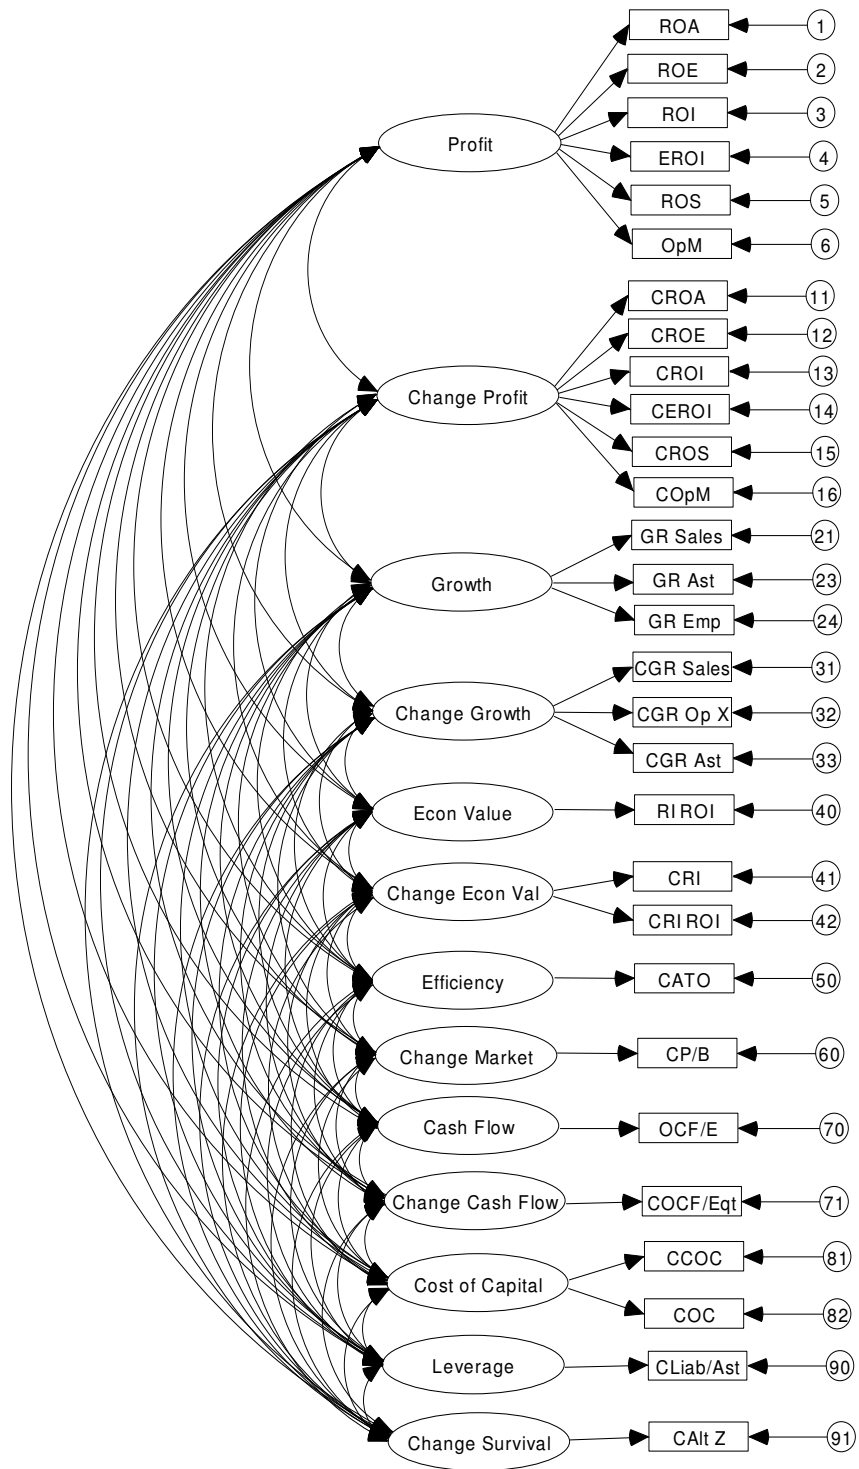 ROA
1
ROE
2
ROI
3
Profit
EROI
4
ROS
5
OpM
6
CROA
11
CROE
12
CROI
13
Change Profit
CEROI
14
CROS
15
COpM
16
GR Sales
21
Growth
GR Ast
23
GR Emp
24
CGR Sales
31
Change Growth
CGR Op X
32
CGR Ast
33
Econ Value
RI ROI
40
Change Econ Val
CRI
41
CRI ROI
42
Efficiency
CATO
50
Change Market
CP/B
60
Cash Flow
OCF/E
70
Change Cash Flow
COCF/Eqt
71
CCOC
81
Cost of Capital
COC
82
Leverage
CLiab/Ast
90
Change Survival
CAlt Z
91